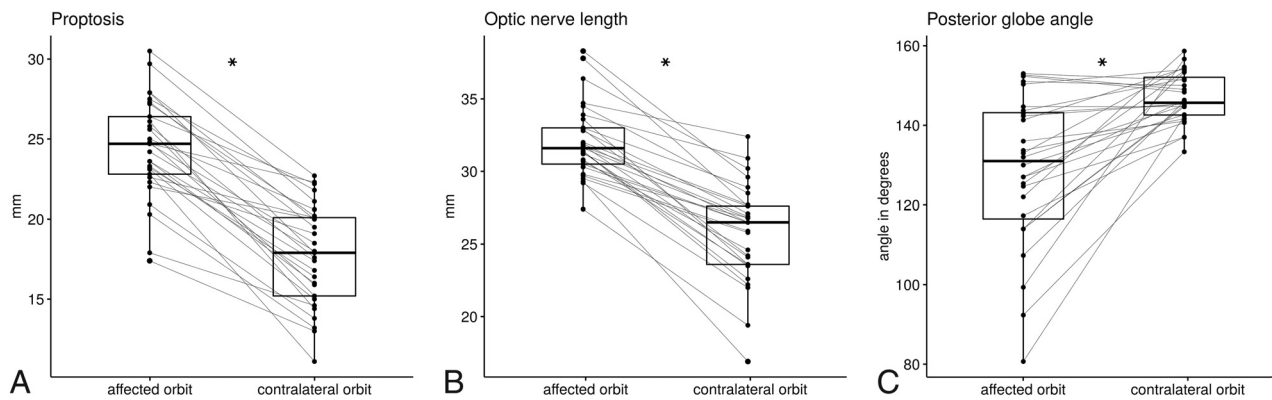 Proptosis
30
25
20
15
mm
*
affected orbit
contralateral orbit
A
Optic nerve length
35
30
25
20
mm
*
affected orbit
contralateral orbit
B
Posterior globe angle
160
140
120
100
80
angle in degrees
*
affected orbit
contralateral orbit
C